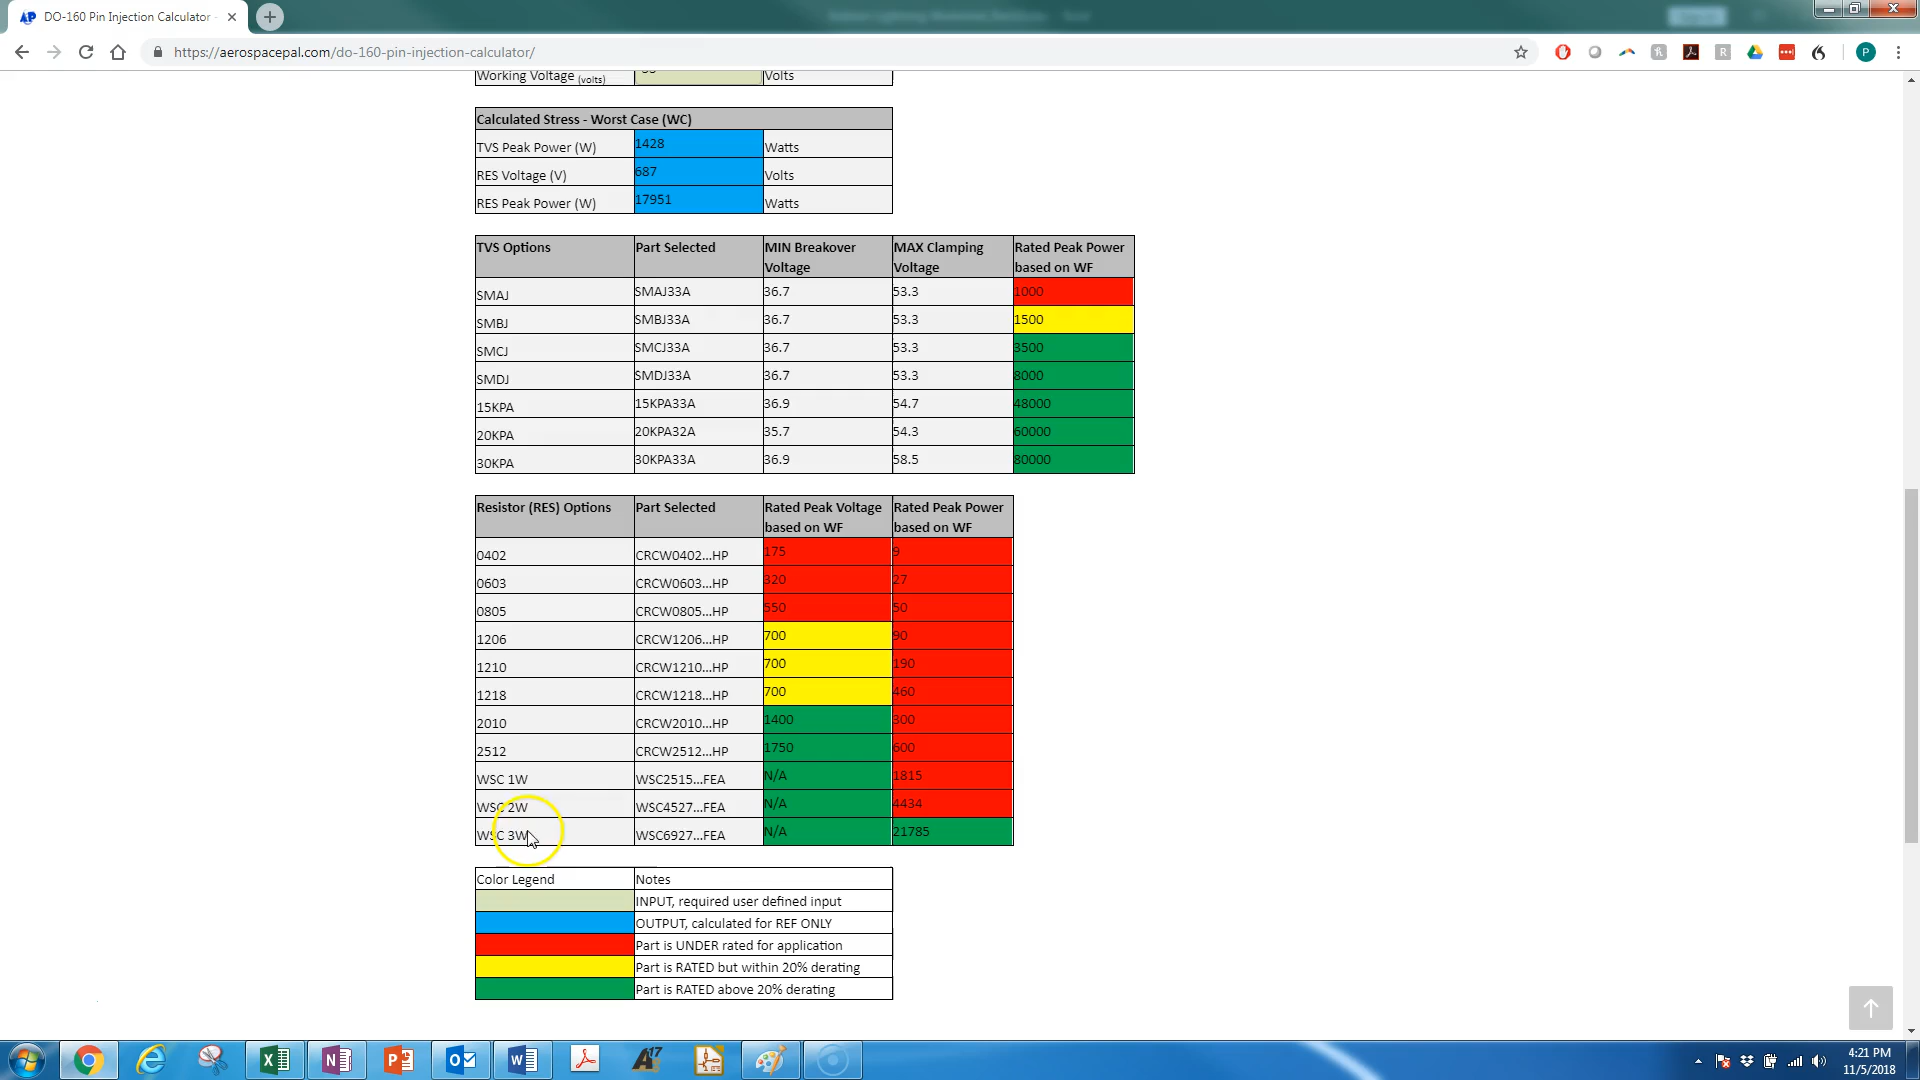 DO-160 Pin Injection Calculator
https://aerospacepal.com/do-160-pin-injection-calculator/
Working Voltage (volts) Volts
Calculated Stress - Worst Case (WC)
TVS Peak Power (W) 1428 Watts
RES Voltage (V) 687 Volts
RES Peak Power (W) 17951 Watts
TVS Options Part Selected MIN Breakover MAX Clamping Rated Peak Power
Voltage Voltage based on WF
SMAJ SMAJ33A 36.7 53.3 1000
SMBJ SMBJ33A 36.7 53.3 1500
SMCJ SMCJ33A 36.7 53.3 3500
SMDJ SMDJ33A 36.7 53.3 8000
15KPA 15KPA33A 36.9 54.7 48000
20KPA 20KPA32A 35.7 54.3 60000
30KPA 30KPA33A 36.9 58.5 80000
Resistor (RES) Options Part Selected Rated Peak Voltage Rated Peak Power
based on WF based on WF
0402 CRCW0402...HP 175 9
0603 CRCW0603...HP 320 27
0805 CRCW0805...HP 550 50
1206 CRCW1206...HP 700 90
1210 CRCW1210...HP 700 190
1218 CRCW1218...HP 700 460
2010 CRCW2010...HP 1400 300
2512 CRCW2512...HP 1750 600
WSC 1W WSC2515...FEA N/A 1815
WSC 2W WSC4527...FEA N/A 4434
WSC 3W WSC6927...FEA N/A 21785
Color Legend Notes
INPUT, required user defined input
OUTPUT, calculated for REF ONLY
Part is UNDER rated for application
Part is RATED but within 20% derating
Part is RATED above 20% derating
4:21 PM
11/5/2018